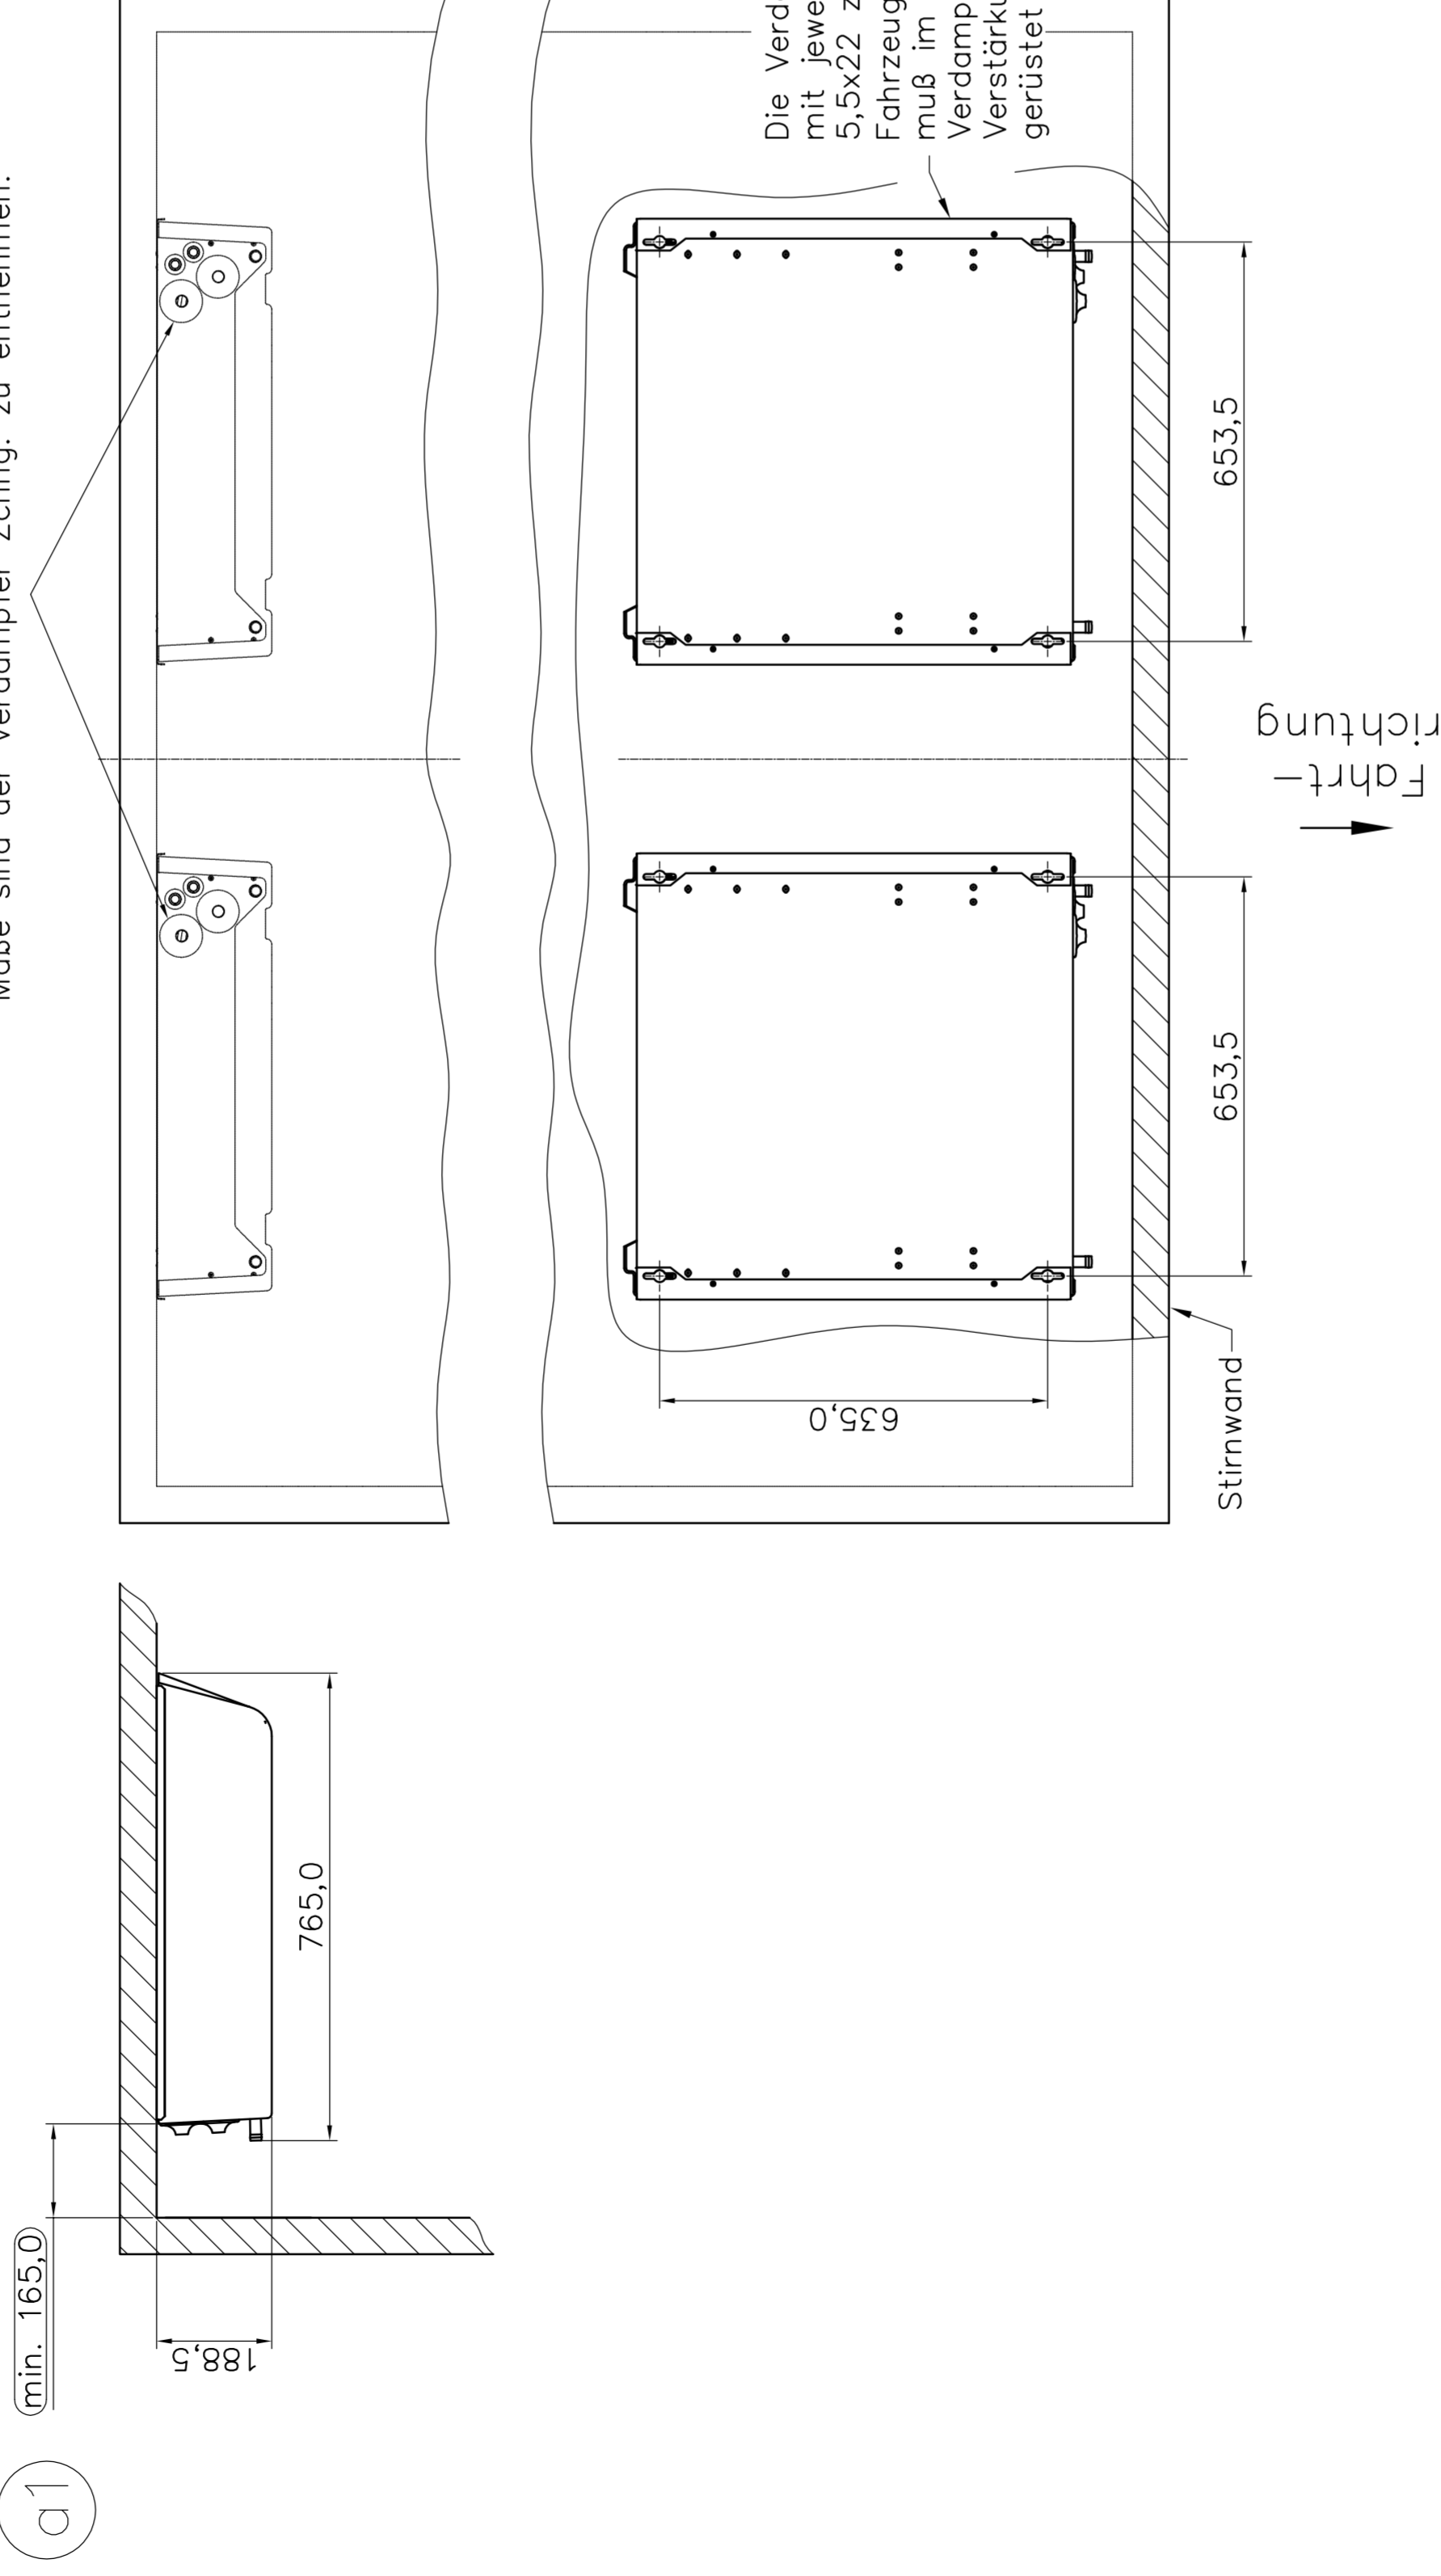 Maße sind der Verdampfer Zchng. zu entnehmen.
a1
min. 165,0
188,5
765,0
Die Verd
mit jewe
5,5x22 z
Fahrzeug
muß im
Verdamp
Verstärku
gerüstet
635,0
653,5
653,5
Stirnwand
Fahrt-
richtung